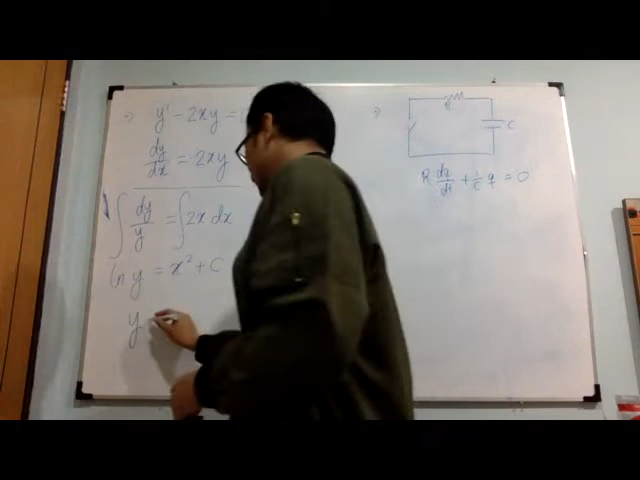 ⇒ y' − 2xy =
dy/dx = 2xy
∫ dy/y = ∫ 2x dx
ln y = x² + C
y
⇒
R
C
R dq/dt + 1/C q = 0